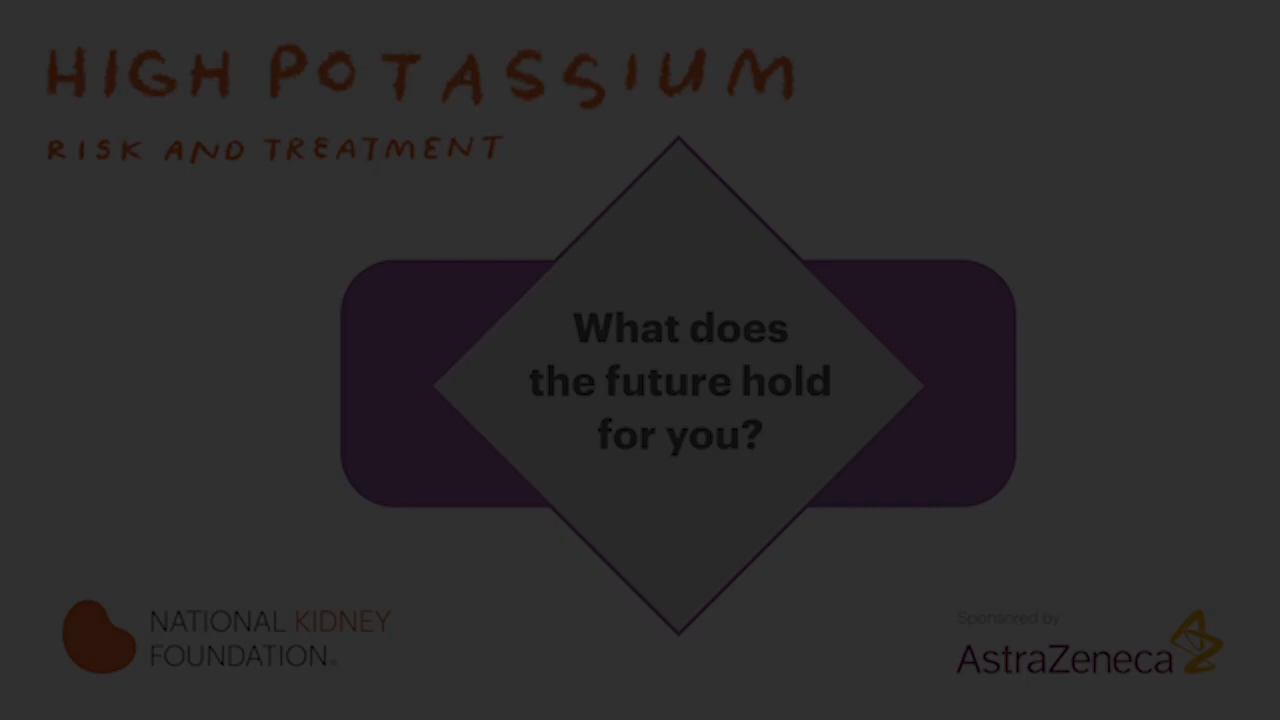 HIGH POTASSIUM
RISK AND TREATMENT
What does
the future hold
for you?
NATIONAL KIDNEY
FOUNDATION®
Sponsored by
AstraZeneca